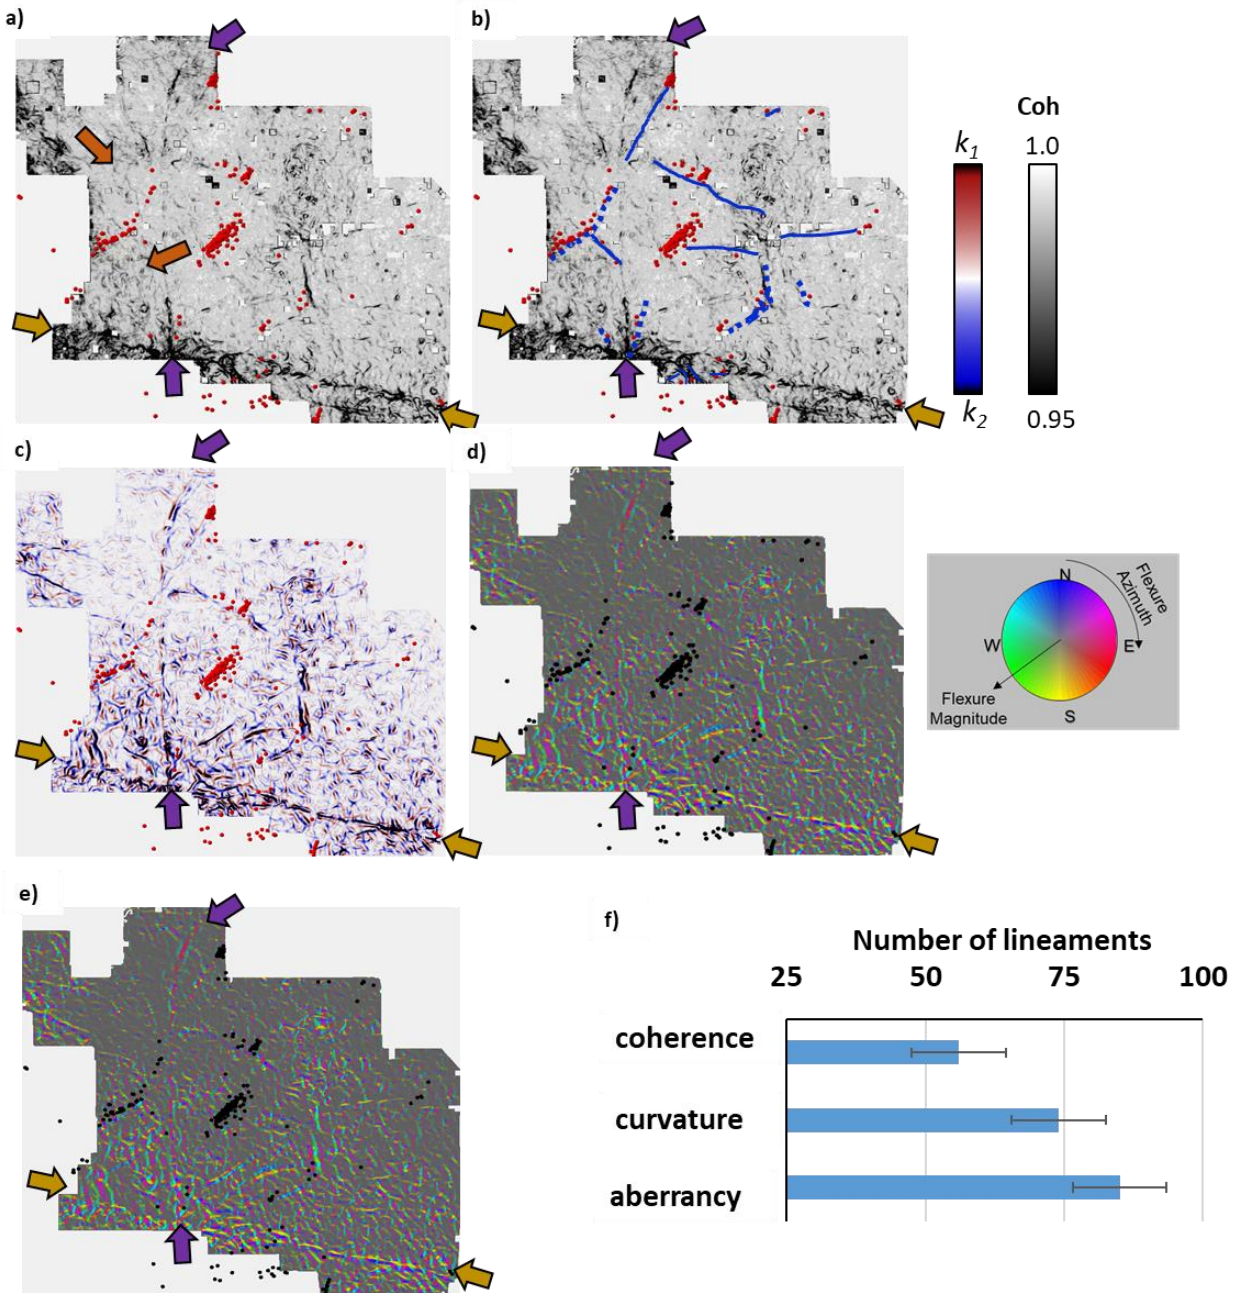 a)
b)
Coh
k1
1.0
k2
0.95
c)
d)
N
Flexure
Azimuth
W
E
Flexure
Magnitude
S
e)
f)
Number of lineaments
25 50 75 100
coherence
curvature
aberrancy